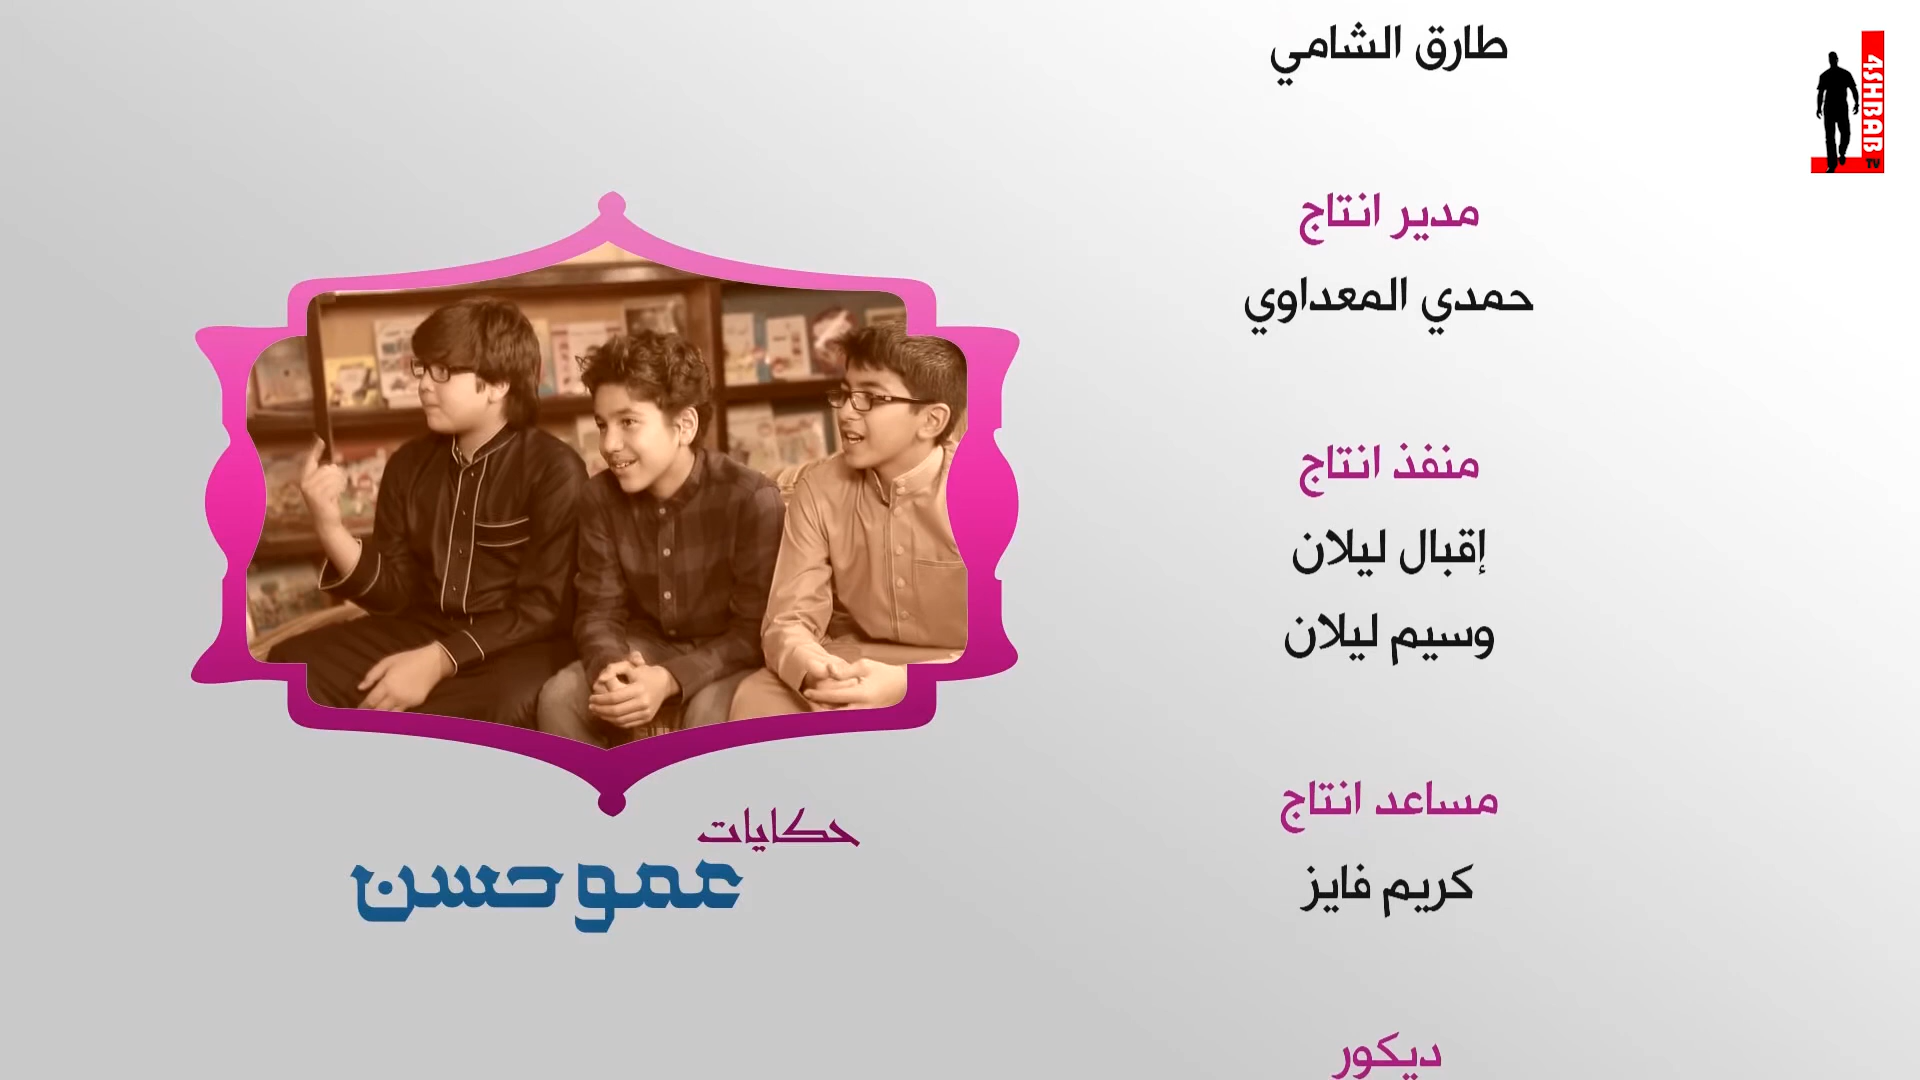 طارق الشامي
مدير انتاج
حمدي المعداوي
منفذ انتاج
إقبال ليلان
وسيم ليلان
مساعد انتاج
كريم فايز
ديكور
حكايات
عمو حسن
4SHBAB
TV